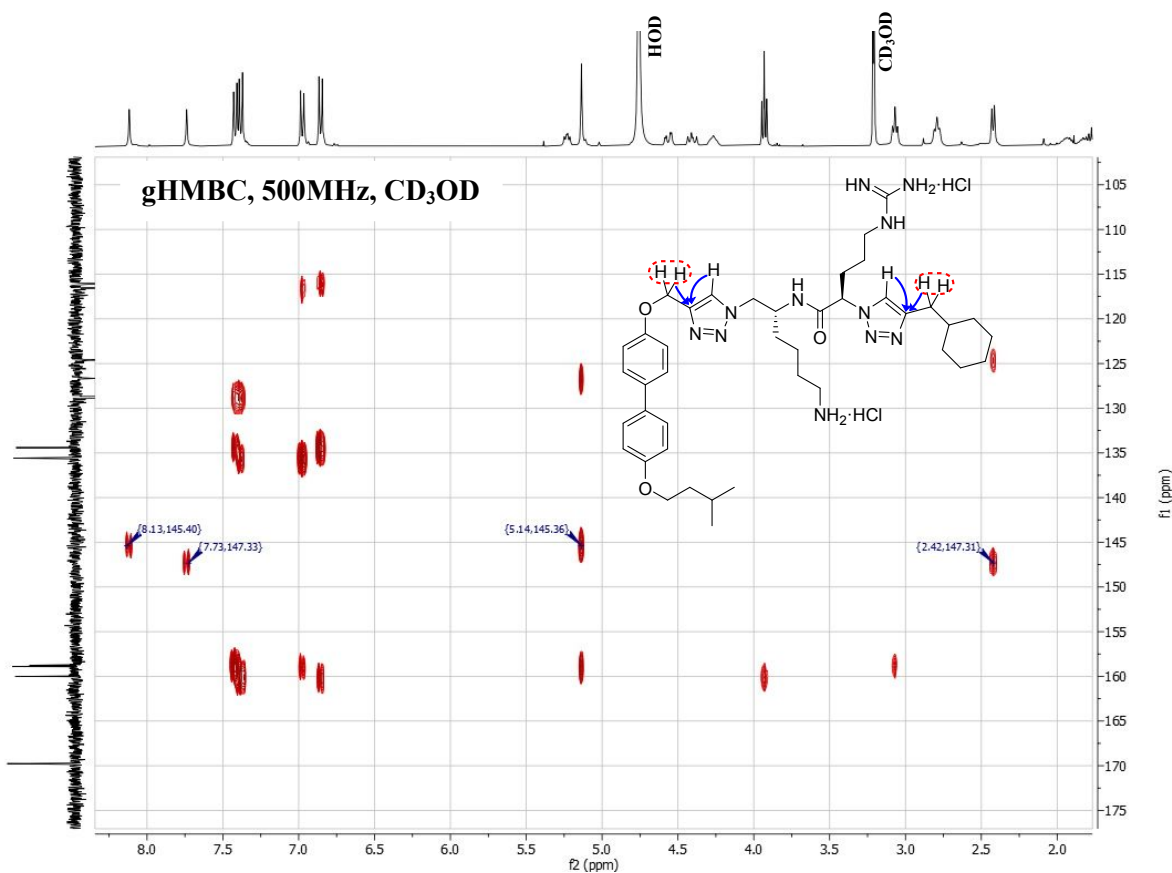 HOD
CD₃OD
gHMBC, 500MHz, CD₃OD
HN
NH₂·HCl
NH
H H H
H
H H
HN
O
O
N
N
N N
N N
NH₂·HCl
O
{8.13,145.40}
{7.73,147.33}
{5.14,145.36}
{2.42,147.31}
105
110
115
120
125
130
135
140
145
150
155
160
165
170
175
f1 (ppm)
8.0 7.5 7.0 6.5 6.0 5.5 5.0 4.5 4.0 3.5 3.0 2.5 2.0
f2 (ppm)